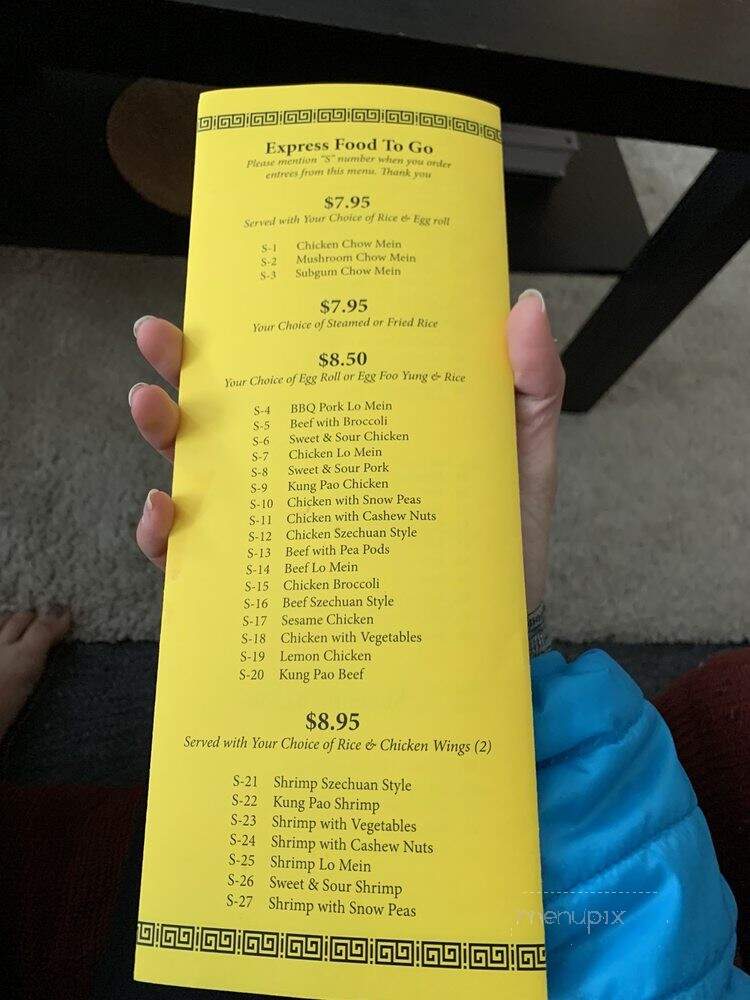 Express Food To Go
Please mention "S" number when you order
entrees from this menu. Thank you
$7.95
Served with Your Choice of Rice & Egg roll
S-1 Chicken Chow Mein
S-2 Mushroom Chow Mein
S-3 Subgum Chow Mein
$7.95
Your Choice of Steamed or Fried Rice
$8.50
Your Choice of Egg Roll or Egg Foo Yung & Rice
S-4 BBQ Pork Lo Mein
S-5 Beef with Broccoli
S-6 Sweet & Sour Chicken
S-7 Chicken Lo Mein
S-8 Sweet & Sour Pork
S-9 Kung Pao Chicken
S-10 Chicken with Snow Peas
S-11 Chicken with Cashew Nuts
S-12 Chicken Szechuan Style
S-13 Beef with Pea Pods
S-14 Beef Lo Mein
S-15 Chicken Broccoli
S-16 Beef Szechuan Style
S-17 Sesame Chicken
S-18 Chicken with Vegetables
S-19 Lemon Chicken
S-20 Kung Pao Beef
$8.95
Served with Your Choice of Rice & Chicken Wings (2)
S-21 Shrimp Szechuan Style
S-22 Kung Pao Shrimp
S-23 Shrimp with Vegetables
S-24 Shrimp with Cashew Nuts
S-25 Shrimp Lo Mein
S-26 Sweet & Sour Shrimp
S-27 Shrimp with Snow Peas
menupix